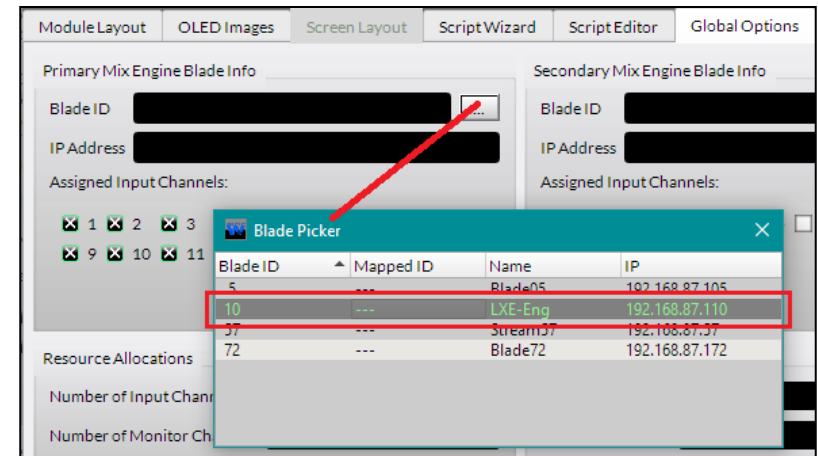 Module Layout OLED Images Screen Layout Script Wizard Script Editor Global Options
Primary Mix Engine Blade Info Secondary Mix Engine Blade Info
Blade ID ... Blade ID
IP Address IP Address
Assigned Input Channels: Assigned Input Channels:
1 2 3
9 10 11
Blade Picker
Blade ID Mapped ID Name IP
5 --- Blade05 192.168.87.105
10 --- LXE-Eng 192.168.87.110
37 --- Stream37 192.168.87.37
72 --- Blade72 192.168.87.172
Resource Allocations
Number of Input Chann
Number of Monitor Ch